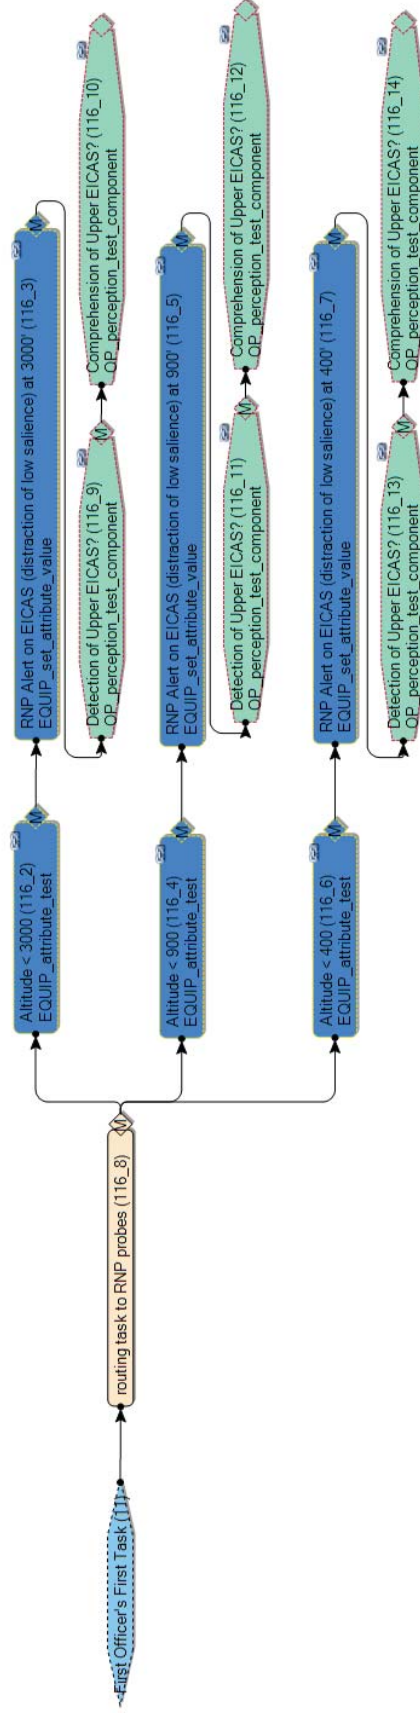 First Officer's First Task (11)
routing task to RNP probes (116_8)
M
Altitude < 3000 (116_2)
EQUIP_attribute_test
M
RNP Alert on EICAS (distraction of low salience) at 3000' (116_3)
EQUIP_set_attribute_value
M
Detection of Upper EICAS? (116_9)
OP_perception_test_component
M
Comprehension of Upper EICAS? (116_10)
OP_perception_test_component
Altitude < 900 (116_4)
EQUIP_attribute_test
M
RNP Alert on EICAS (distraction of low salience) at 900' (116_5)
EQUIP_set_attribute_value
M
Detection of Upper EICAS? (116_11)
OP_perception_test_component
M
Comprehension of Upper EICAS? (116_12)
OP_perception_test_component
Altitude < 400 (116_6)
EQUIP_attribute_test
M
RNP Alert on EICAS (distraction of low salience) at 400' (116_7)
EQUIP_set_attribute_value
M
Detection of Upper EICAS? (116_13)
OP_perception_test_component
M
Comprehension of Upper EICAS? (116_14)
OP_perception_test_component